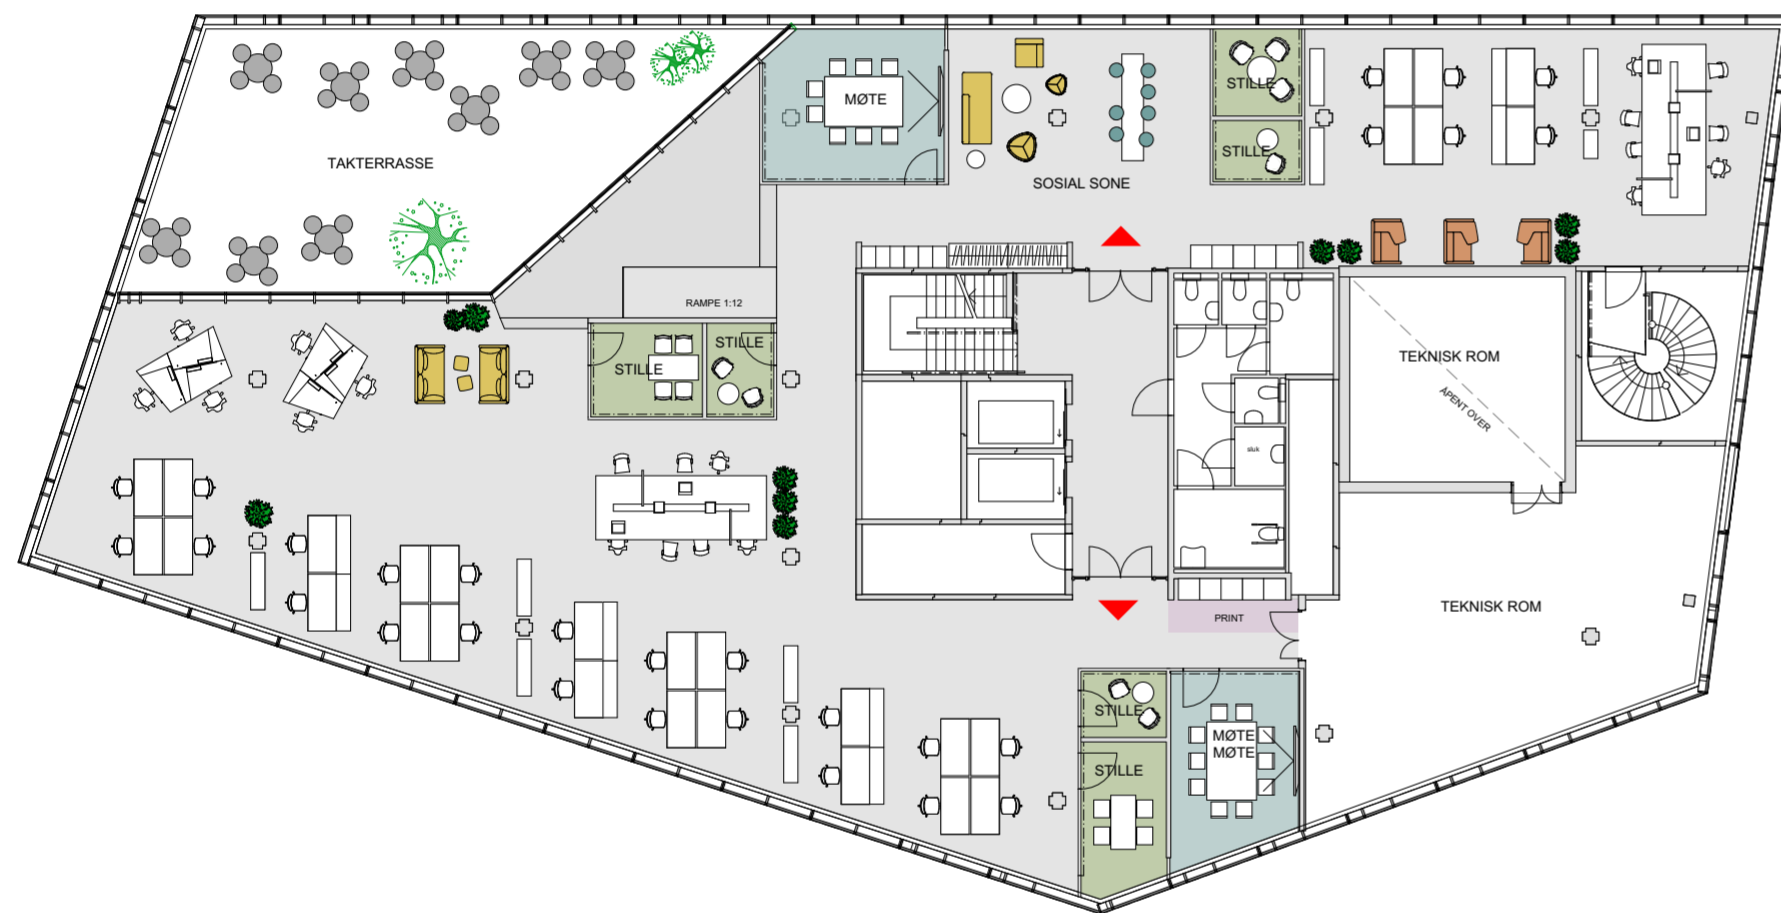 MØTE
STILLE
TAKTERRASSE
STILLE
SOSIAL SONE
RAMPE 1:12
STILLE
STILLE
TEKNISK ROM
APENT OVER
TEKNISK ROM
PRINT
STILLE
MØTE
MØTE
STILLE